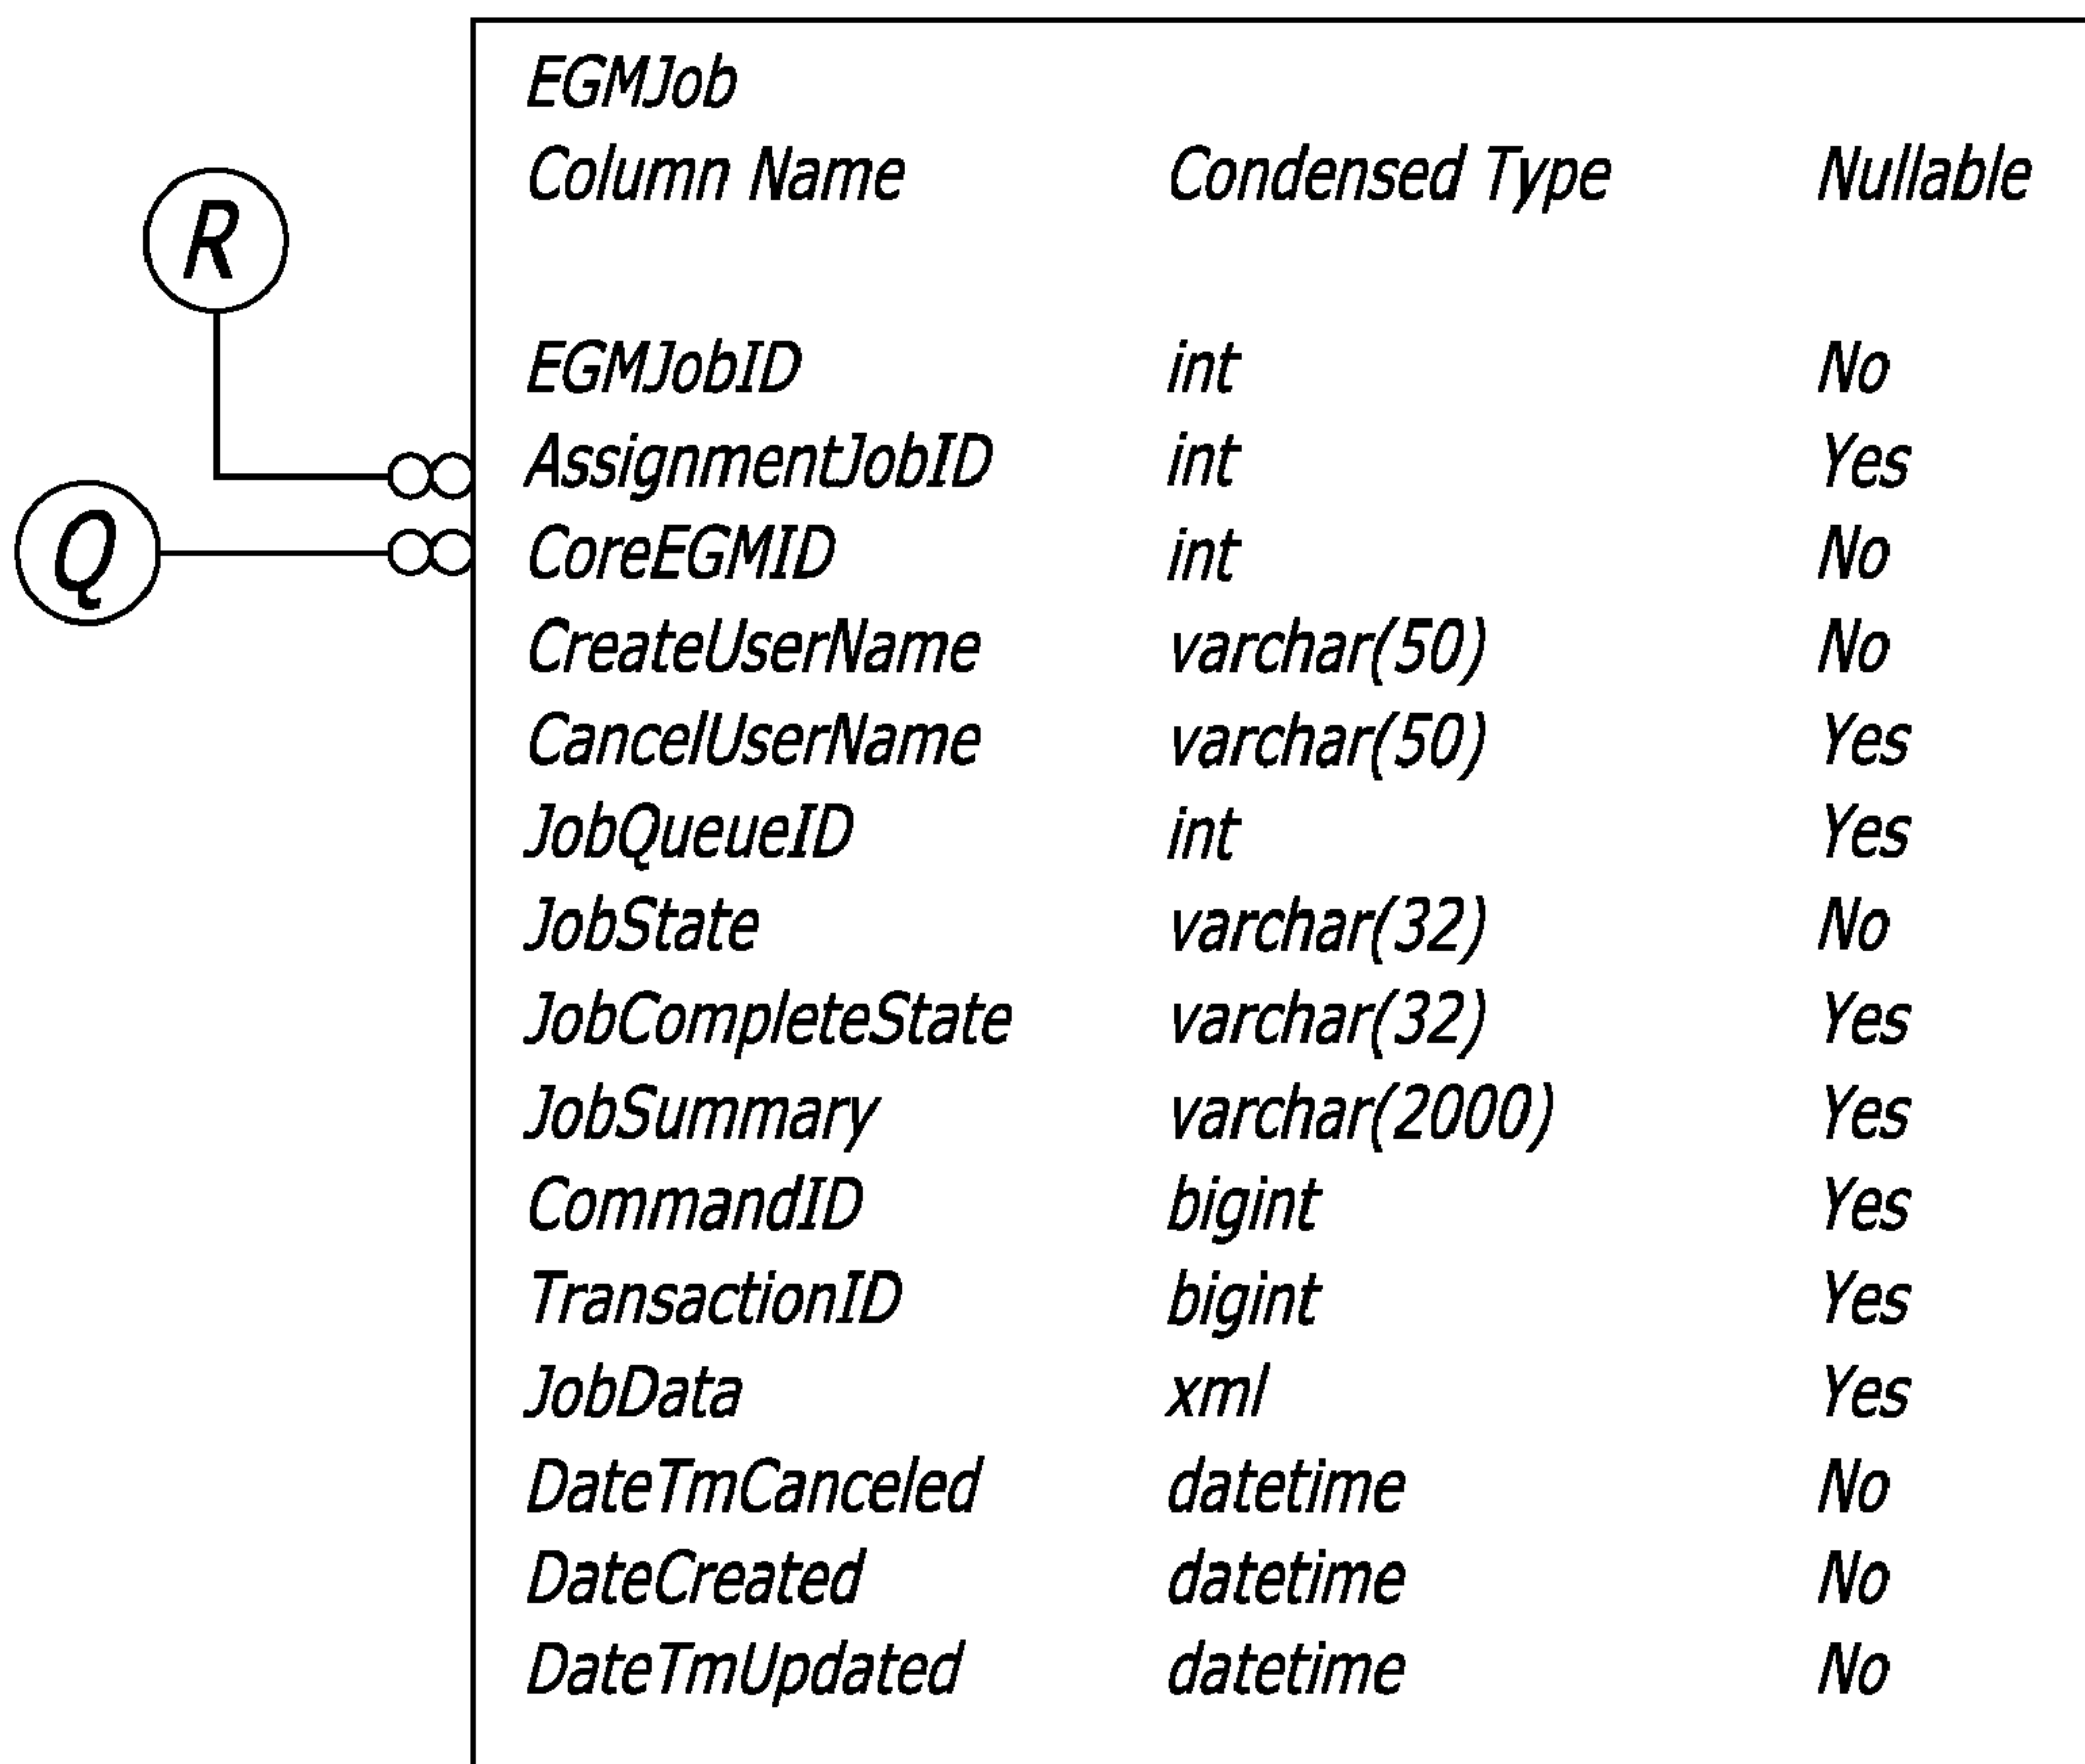 EGMJob
Column Name Condensed Type Nullable
R
EGMJobID int No
AssignmentJobID int Yes
Q
CoreEGMID int No
CreateUserName varchar(50) No
CancelUserName varchar(50) Yes
JobQueueID int Yes
JobState varchar(32) No
JobCompleteState varchar(32) Yes
JobSummary varchar(2000) Yes
CommandID bigint Yes
TransactionID bigint Yes
JobData xml Yes
DateTmCanceled datetime No
DateCreated datetime No
DateTmUpdated datetime No